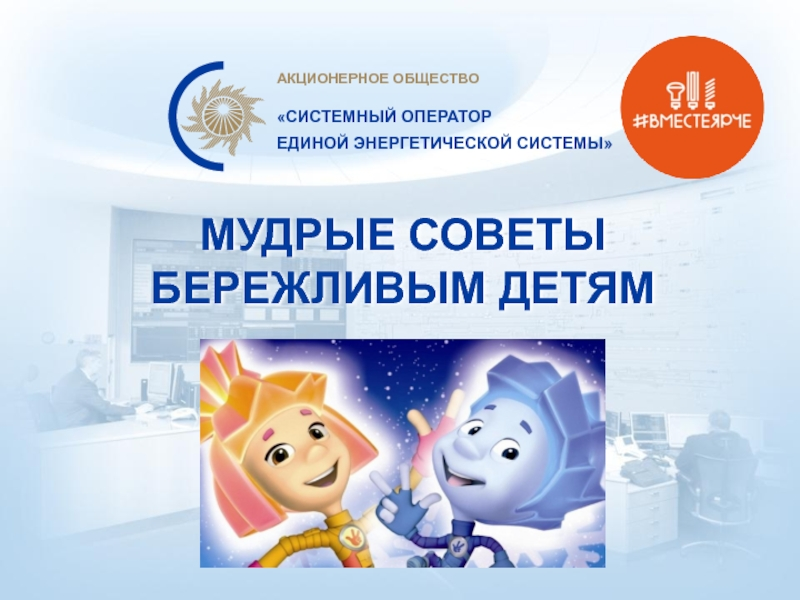 АКЦИОНЕРНОЕ ОБЩЕСТВО
«СИСТЕМНЫЙ ОПЕРАТОР
ЕДИНОЙ ЭНЕРГЕТИЧЕСКОЙ СИСТЕМЫ»
#ВМЕСТЕЯРЧЕ
МУДРЫЕ СОВЕТЫ
БЕРЕЖЛИВЫМ ДЕТЯМ